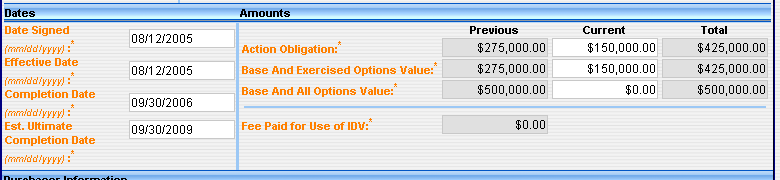 Dates
Amounts
Date Signed
(mm/dd/yyyy) :*
08/12/2005
Effective Date
(mm/dd/yyyy) :*
08/12/2005
Completion Date
(mm/dd/yyyy) :*
09/30/2006
Est. Ultimate
Completion Date
(mm/dd/yyyy) :*
09/30/2009
Previous Current Total
Action Obligation:* $275,000.00 $150,000.00 $425,000.00
Base And Exercised Options Value:* $275,000.00 $150,000.00 $425,000.00
Base And All Options Value:* $500,000.00 $0.00 $500,000.00
Fee Paid for Use of IDV:* $0.00
Purchaser Information